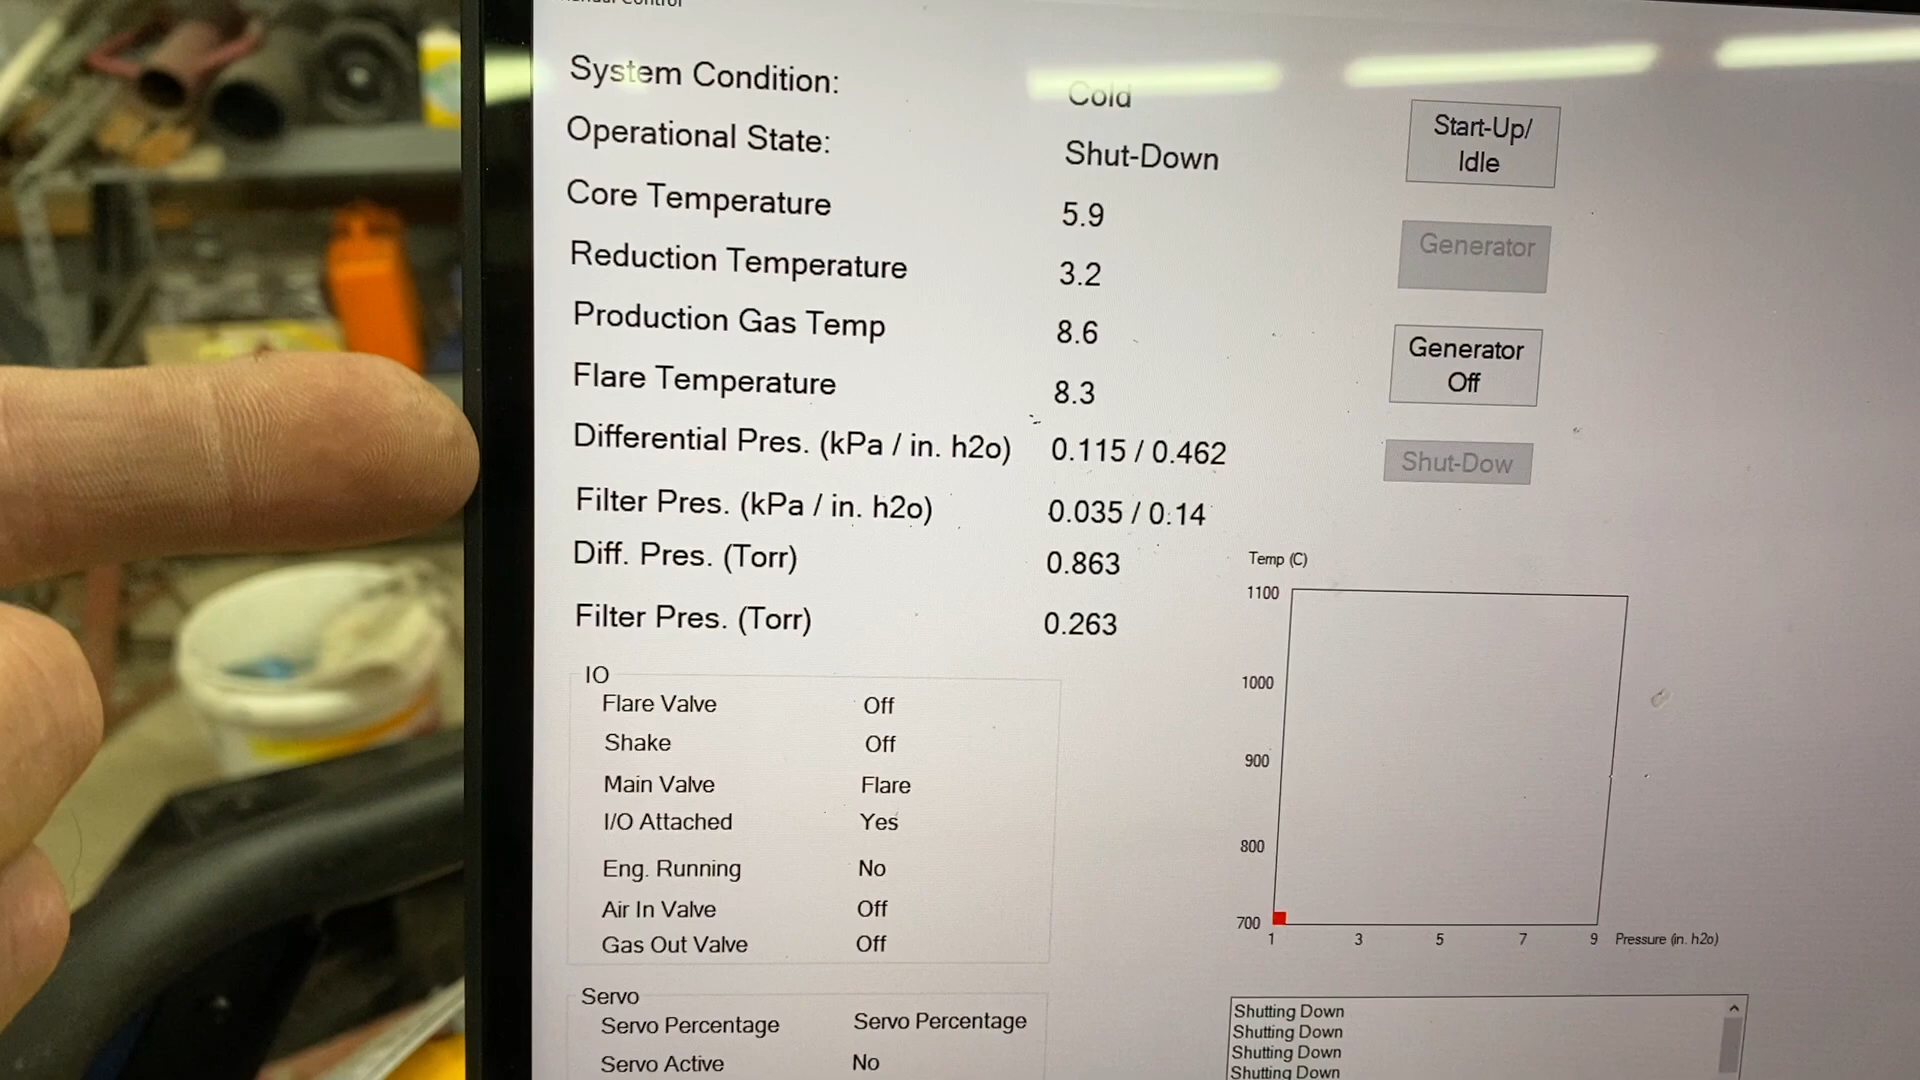 Control
System Condition: Cold
Operational State: Shut-Down
Core Temperature 5.9
Reduction Temperature 3.2
Production Gas Temp 8.6
Flare Temperature 8.3
Differential Pres. (kPa / in. h2o) 0.115 / 0.462
Filter Pres. (kPa / in. h2o) 0.035 / 0.14
Diff. Pres. (Torr) 0.863
Filter Pres. (Torr) 0.263
Start-Up/
Idle
Generator
Generator
Off
Shut-Dow
IO
Flare Valve Off
Shake Off
Main Valve Flare
I/O Attached Yes
Eng. Running No
Air In Valve Off
Gas Out Valve Off
Servo
Servo Percentage Servo Percentage
Servo Active No
Temp (C)
1100
1000
900
800
700
1 3 5 7 9 Pressure (in. h2o)
Shutting Down
Shutting Down
Shutting Down
Shutting Down